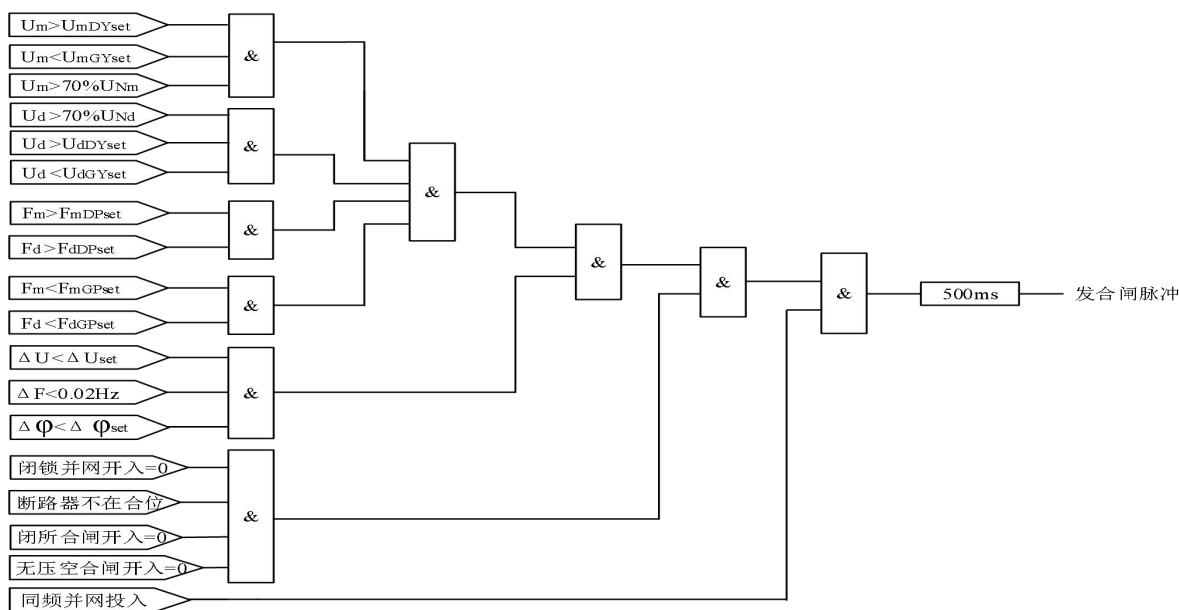 Um>UmDYset
Um<UmGYset
&
Um>70%UNm
Ud>70%UNd
Ud>UdDYset
&
Ud<UdGYset
&
Fm>FmDPset
&
Fd>FdDPset
&
Fm<FmGPset
&
&
500ms
发合闸脉冲
&
Fd<FdGPset
ΔU<ΔUset
ΔF<0.02Hz
&
Δφ<Δ φset
闭锁并网开入=0
断路器不在合位
&
闭所合闸开入=0
无压空合闸开入=0
同频并网投入